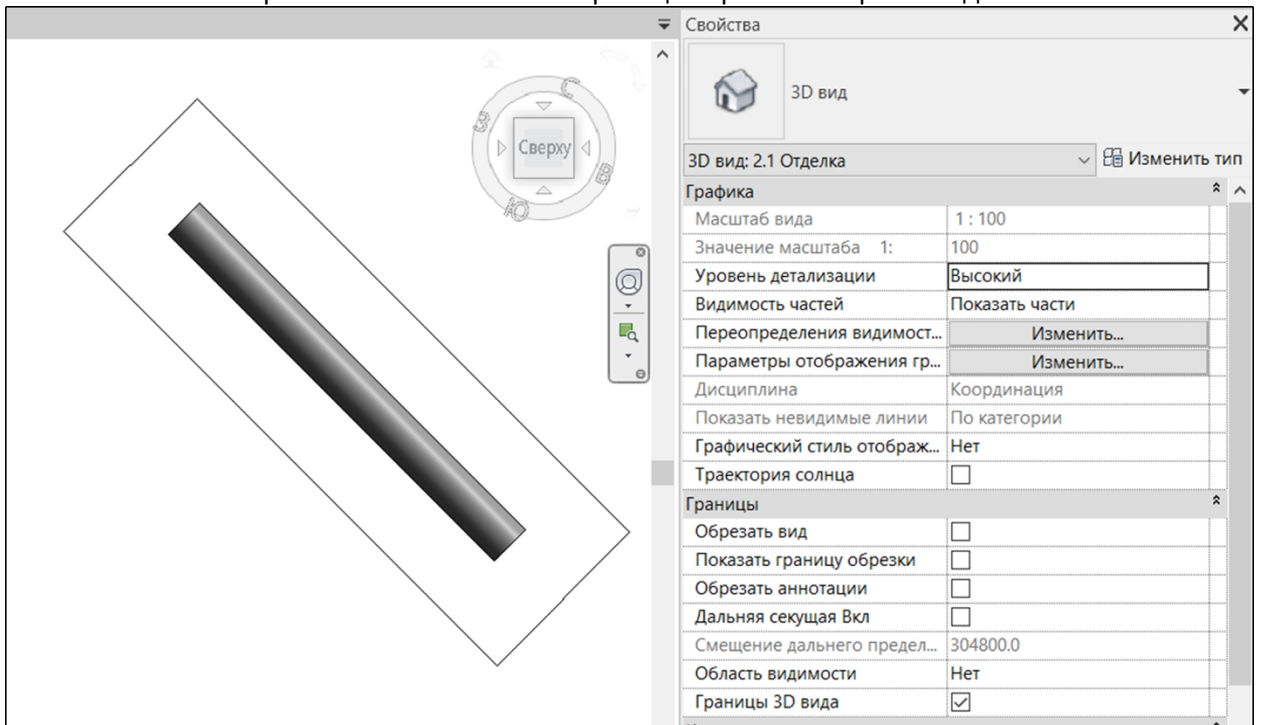 Свойства
3D вид
3D вид: 2.1 Отделка
Изменить тип
Графика
Масштаб вида 1 : 100
Значение масштаба 1: 100
Уровень детализации Высокий
Видимость частей Показать части
Переопределения видимост... Изменить...
Параметры отображения гр... Изменить...
Дисциплина Координация
Показать невидимые линии По категории
Графический стиль отображ... Нет
Траектория солнца
Границы
Обрезать вид
Показать границу обрезки
Обрезать аннотации
Дальняя секущая Вкл
Смещение дальнего предел... 304800.0
Область видимости Нет
Границы 3D вида
С
З
Сверху
В
Ю